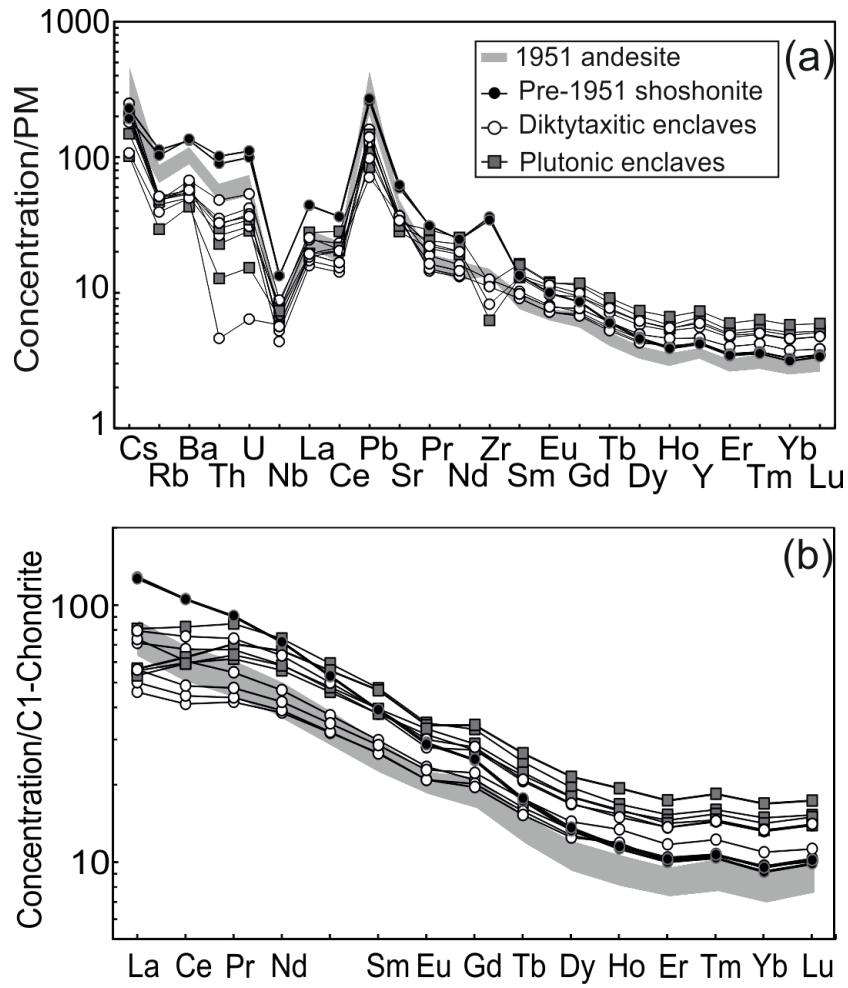 1000
100
10
1
Concentration/PM
(a)
1951 andesite
Pre-1951 shoshonite
Diktytaxitic enclaves
Plutonic enclaves
Cs Ba U La Pb Pr Zr Eu Tb Ho Er Yb
Rb Th Nb Ce Sr Nd Sm Gd Dy Y Tm Lu
100
10
Concentration/C1-Chondrite
(b)
La Ce Pr Nd Sm Eu Gd Tb Dy Ho Er Tm Yb Lu